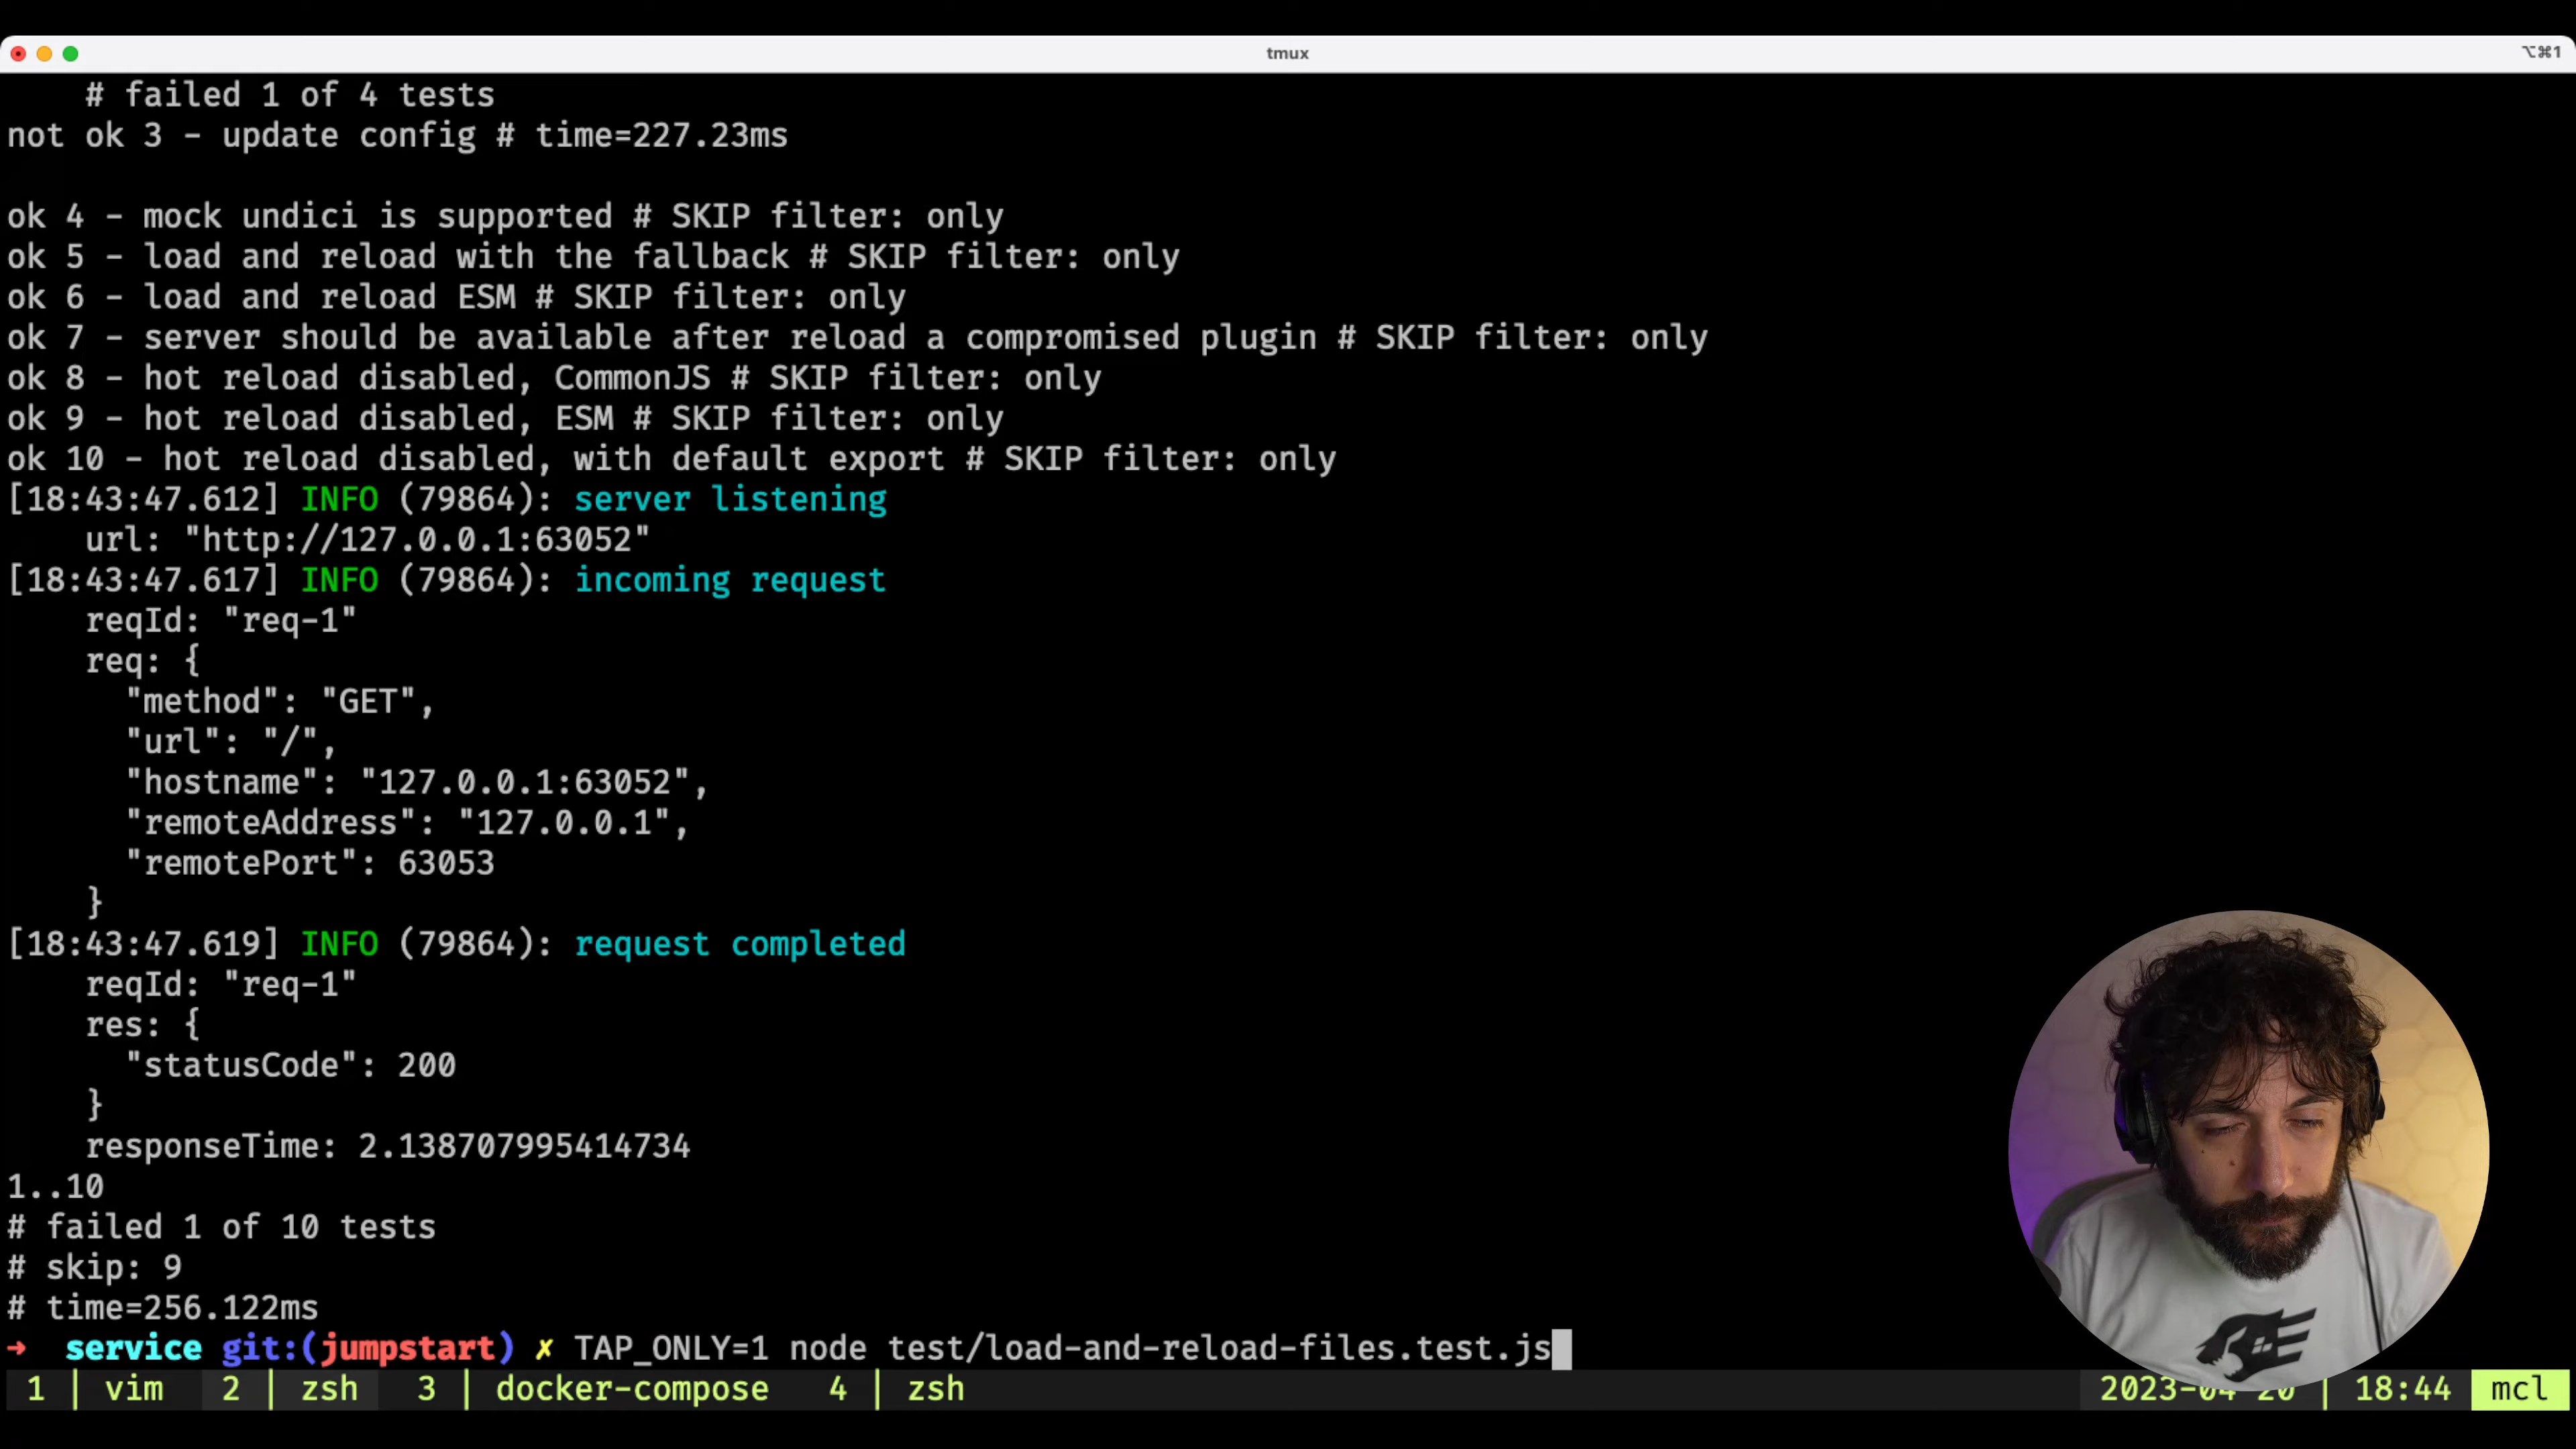 tmux
⌥⌘1
# failed 1 of 4 tests
not ok 3 - update config # time=227.23ms
ok 4 - mock undici is supported # SKIP filter: only
ok 5 - load and reload with the fallback # SKIP filter: only
ok 6 - load and reload ESM # SKIP filter: only
ok 7 - server should be available after reload a compromised plugin # SKIP filter: only
ok 8 - hot reload disabled, CommonJS # SKIP filter: only
ok 9 - hot reload disabled, ESM # SKIP filter: only
ok 10 - hot reload disabled, with default export # SKIP filter: only
[18:43:47.612] INFO (79864): server listening
url: "http://127.0.0.1:63052"
[18:43:47.617] INFO (79864): incoming request
reqId: "req-1"
req: {
"method": "GET",
"url": "/",
"hostname": "127.0.0.1:63052",
"remoteAddress": "127.0.0.1",
"remotePort": 63053
}
[18:43:47.619] INFO (79864): request completed
reqId: "req-1"
res: {
"statusCode": 200
}
responseTime: 2.138707995414734
1..10
# failed 1 of 10 tests
# skip: 9
# time=256.122ms
➜ service git:(jumpstart) ✗ TAP_ONLY=1 node test/load-and-reload-files.test.js
1 | vim 2 | zsh 3 | docker-compose 4 | zsh 2023-04-20 | 18:44 mcl